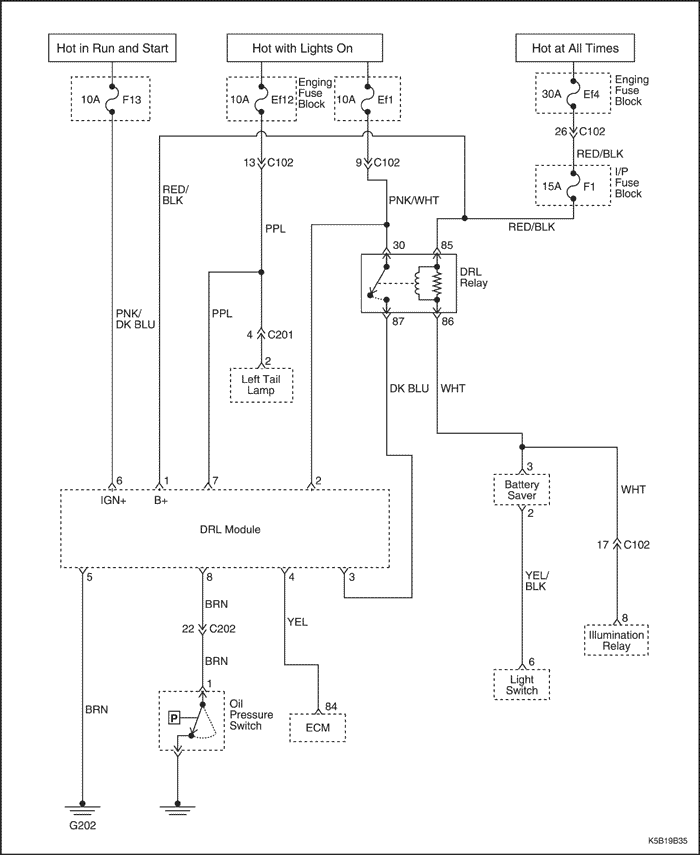 Hot in Run and Start
Hot with Lights On
Hot at All Times
10A F13
10A Ef12
Enging
Fuse
Block
10A Ef1
30A Ef4
Enging
Fuse
Block
26 C102
RED/BLK
13 C102
9 C102
15A F1
I/P
Fuse
Block
RED/
BLK
PNK/WHT
PPL
RED/BLK
30
85
DRL
Relay
PNK/
DK BLU
PPL
87
86
4 C201
2
Left Tail
Lamp
DK BLU
WHT
6
1
7
2
3
IGN+
B+
Battery
Saver
WHT
2
DRL Module
17 C102
5
8
4
3
YEL/
BLK
BRN
YEL
22 C202
8
Illumination
Relay
BRN
6
Light
Switch
1
BRN
P
Oil
Pressure
Switch
84
ECM
G202
K5B19B35